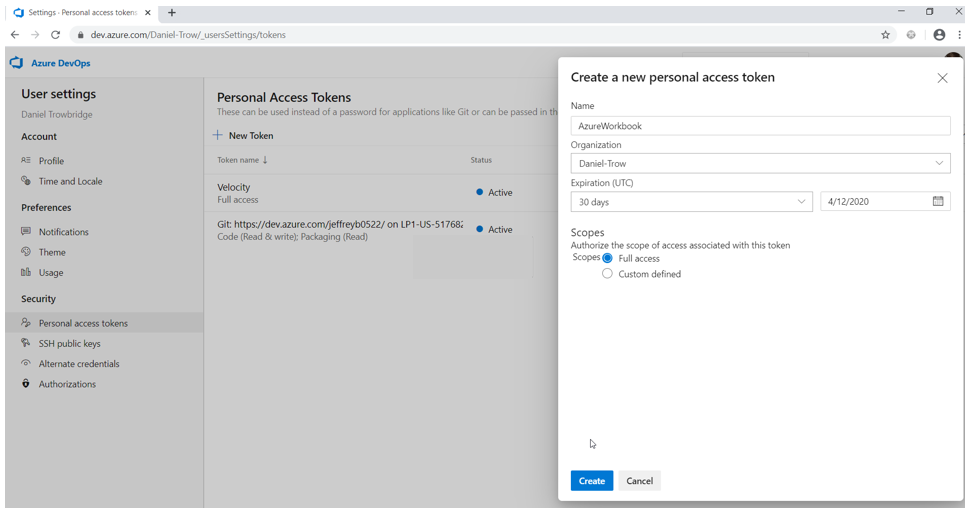 Settings - Personal access tokens
dev.azure.com/Daniel-Trow/_usersSettings/tokens
Azure DevOps
User settings
Daniel Trowbridge
Account
Profile
Time and Locale
Preferences
Notifications
Theme
Usage
Security
Personal access tokens
SSH public keys
Alternate credentials
Authorizations
Personal Access Tokens
These can be used instead of a password for applications like Git or can be passed in th
+ New Token
Token name ↓ Status
Velocity
Full access
Active
Git: https://dev.azure.com/jeffreyb0522/ on LP1-US-517682
Code (Read & write); Packaging (Read)
Active
Create a new personal access token
Name
AzureWorkbook
Organization
Daniel-Trow
Expiration (UTC)
30 days 4/12/2020
Scopes
Authorize the scope of access associated with this token
Scopes Full access
Custom defined
Create Cancel